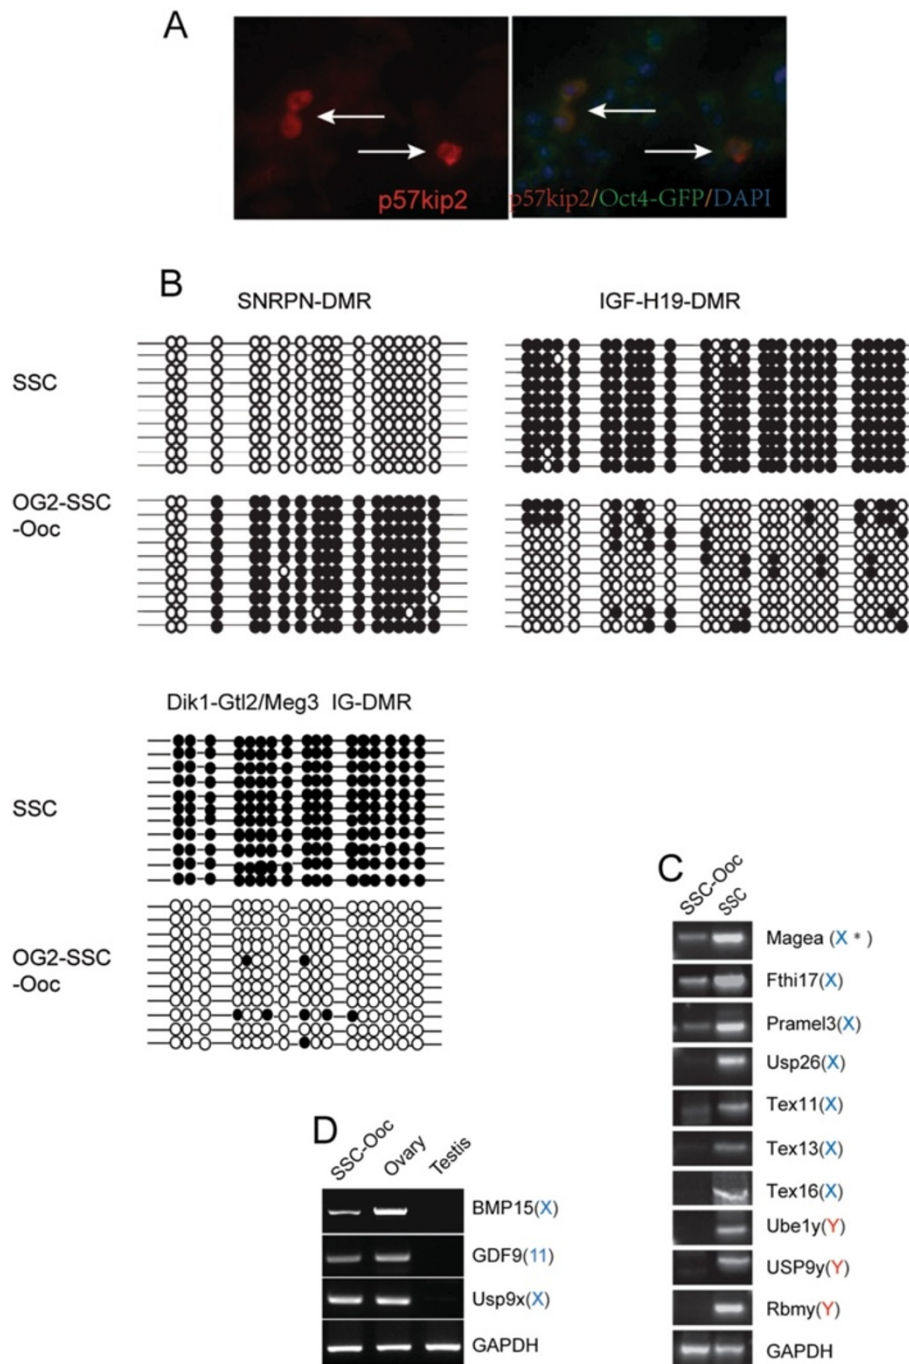 A
p57kip2
p57kip2/Oct4-GFP/DAPI
B
SNRPN-DMR
IGF-H19-DMR
SSC
OG2-SSC
-Ooc
Dik1-Gtl2/Meg3 IG-DMR
SSC
OG2-SSC
-Ooc
C
SSC-Ooc
SSC
Magea (X *)
Fthi17(X)
Pramel3(X)
Usp26(X)
Tex11(X)
Tex13(X)
Tex16(X)
Ube1y(Y)
USP9y(Y)
Rbmy(Y)
GAPDH
D
SSC-Ooc
Ovary
Testis
BMP15(X)
GDF9(11)
Usp9x(X)
GAPDH